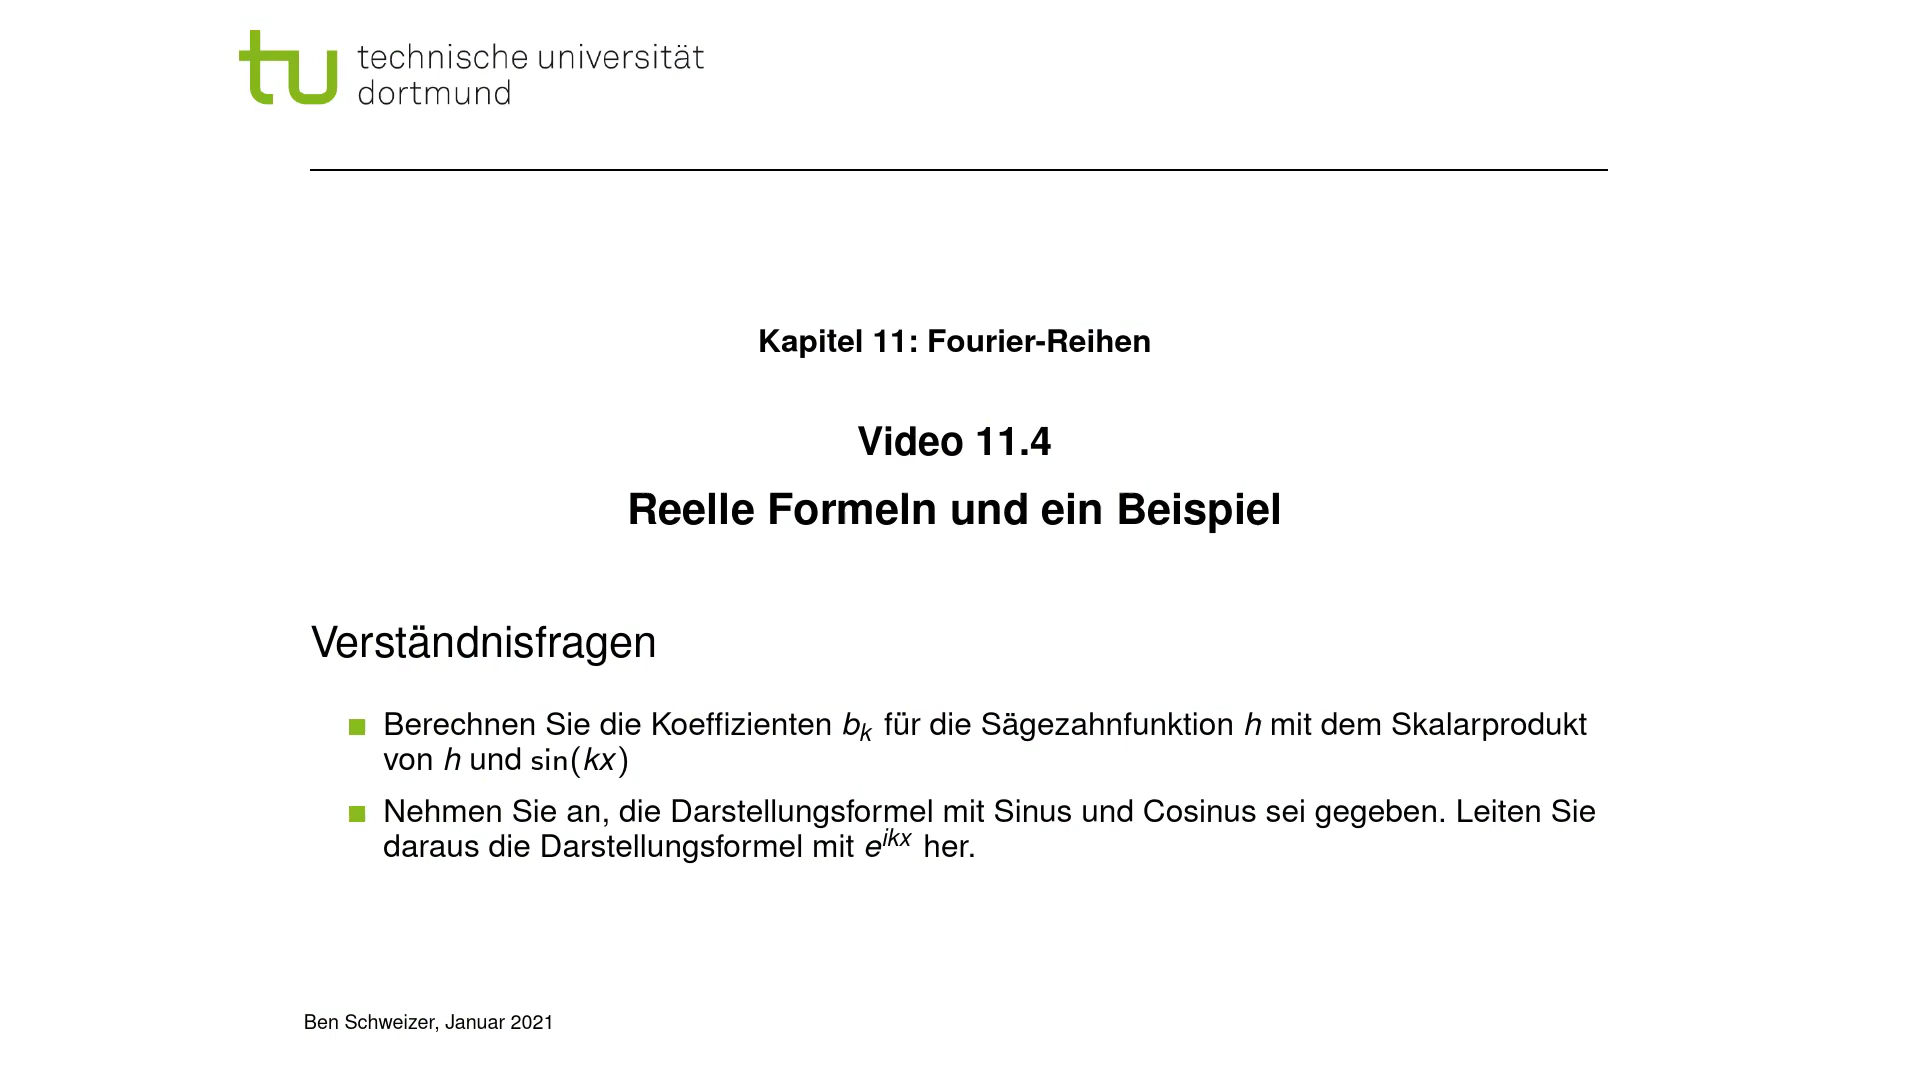 technische universität
dortmund
Kapitel 11: Fourier-Reihen
Video 11.4
Reelle Formeln und ein Beispiel
Verständnisfragen
Berechnen Sie die Koeffizienten b_k für die Sägezahnfunktion h mit dem Skalarprodukt
von h und sin(kx)
Nehmen Sie an, die Darstellungsformel mit Sinus und Cosinus sei gegeben. Leiten Sie
daraus die Darstellungsformel mit e^{ikx} her.
Ben Schweizer, Januar 2021